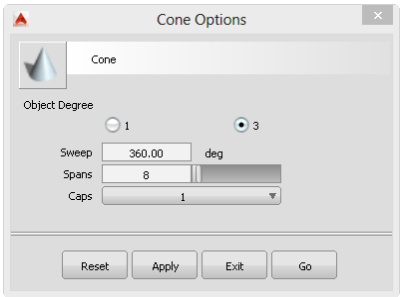 Cone Options
Cone
Object Degree
1 3
Sweep 360.00 deg
Spans 8
Caps 1
Reset Apply Exit Go